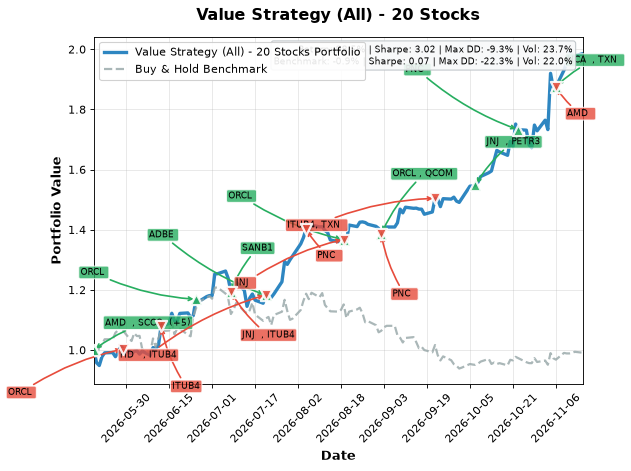 Value Strategy (All) - 20 Stocks
Value Strategy (All) - 20 Stocks Portfolio
Buy & Hold Benchmark
| Sharpe: 3.02 | Max DD: -9.3% | Vol: 23.7%
Sharpe: 0.07 | Max DD: -22.3% | Vol: 22.0%
TXN
AMD
JNJ , PETR3
ORCL , QCOM
ORCL
ITUB4, TXN
PNC
ADBE
SANB1
ORCL
JNJ
PNC
JNJ , ITUB4
(+5)
ITUB4
ORCL
ITUB4
Portfolio Value
2.0
1.8
1.6
1.4
1.2
1.0
2026-05-30
2026-06-15
2026-07-01
2026-07-17
2026-08-02
2026-08-18
2026-09-03
2026-09-19
2026-10-05
2026-10-21
2026-11-06
Date